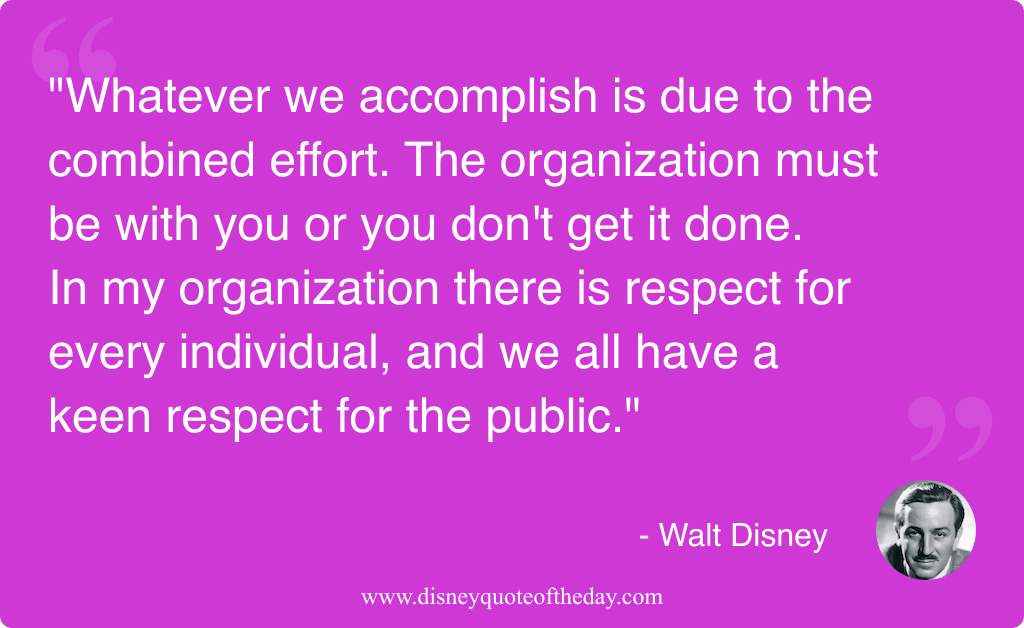 "Whatever we accomplish is due to the
combined effort. The organization must
be with you or you don't get it done.
In my organization there is respect for
every individual, and we all have a
keen respect for the public."
- Walt Disney
www.disneyquoteoftheday.com